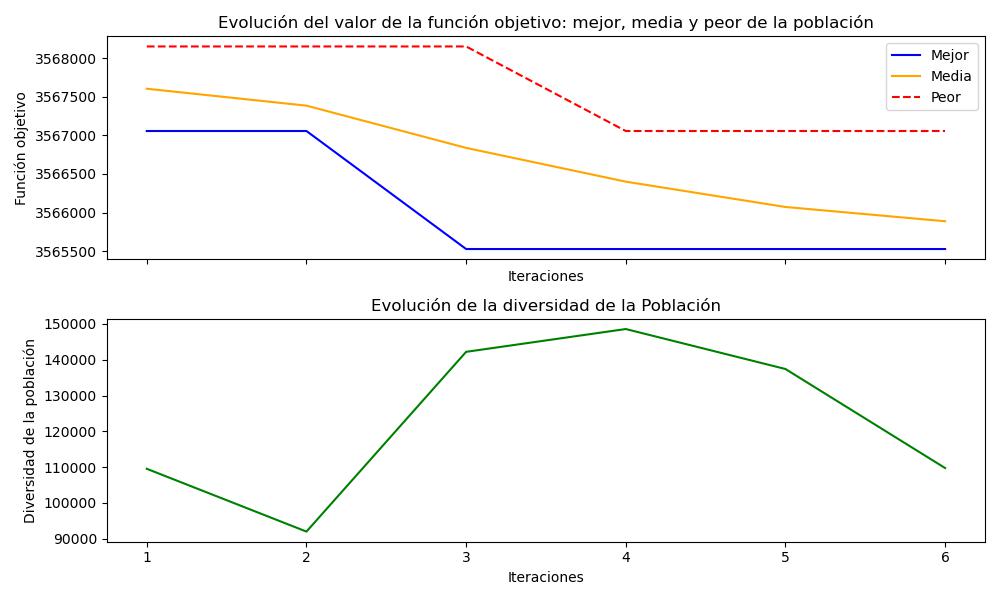 Evolución del valor de la función objetivo: mejor, media y peor de la población
Función objetivo
3568000
3567500
3567000
3566500
3566000
3565500
Mejor
Media
Peor
Iteraciones
Evolución de la diversidad de la Población
Diversidad de la población
150000
140000
130000
120000
110000
100000
90000
1 2 3 4 5 6
Iteraciones